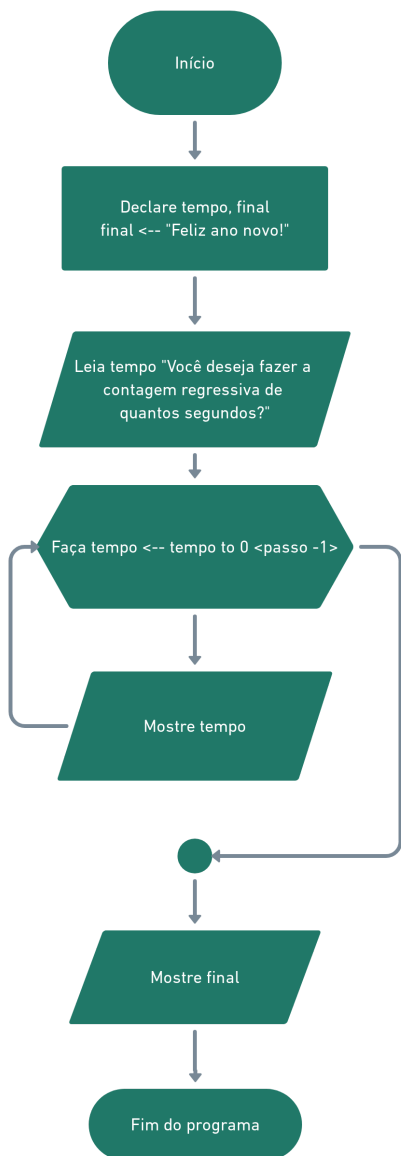 Início
Declare tempo, final
final <-- "Feliz ano novo!"
Leia tempo "Você deseja fazer a
contagem regressiva de
quantos segundos?"
Faça tempo <-- tempo to 0 <passo -1>
Mostre tempo
Mostre final
Fim do programa